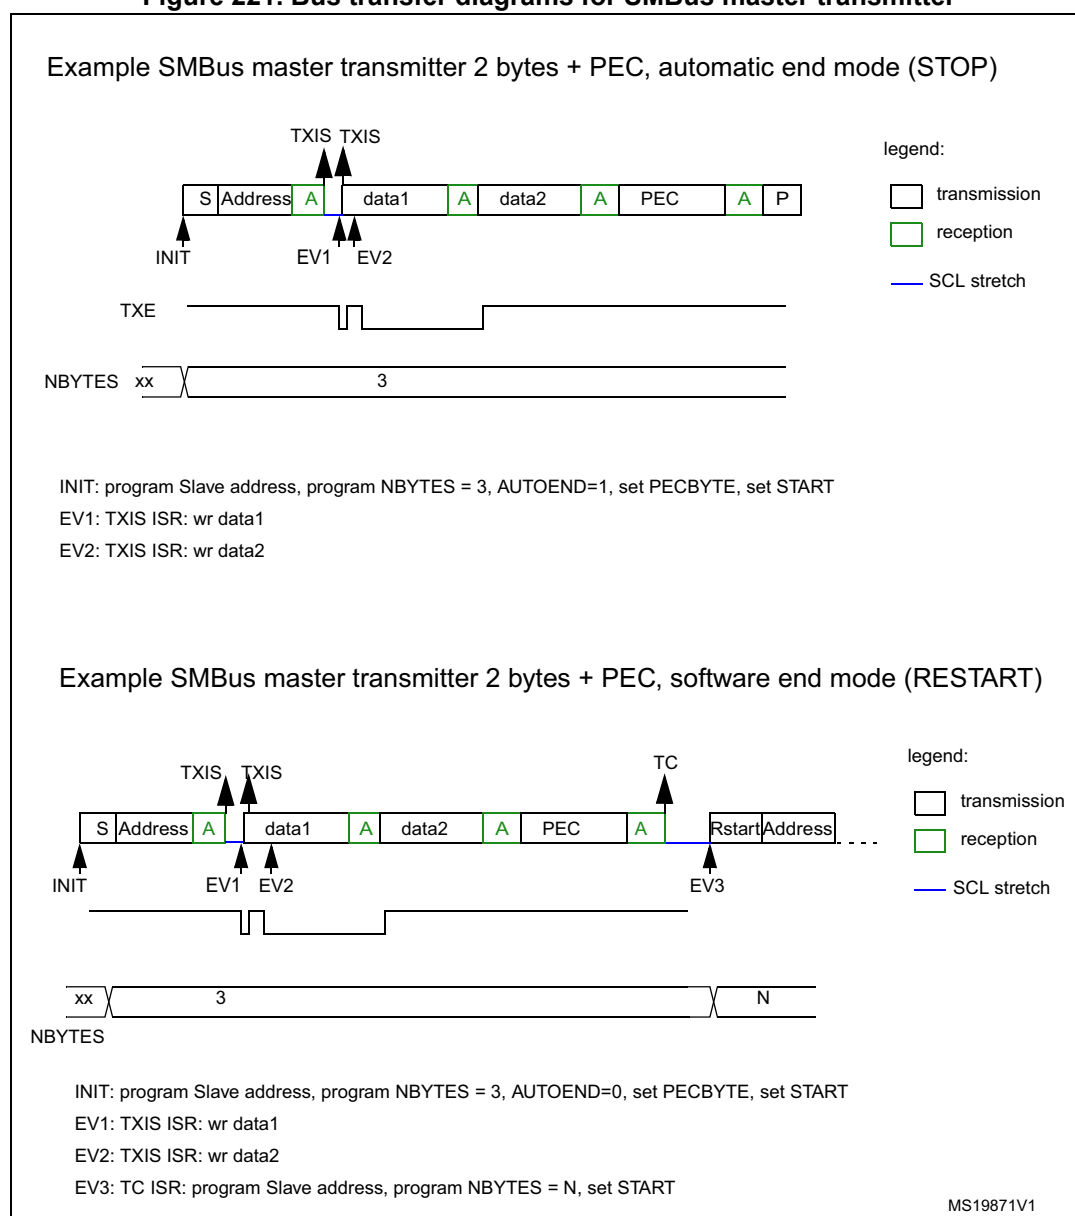 Figure 221. Bus transfer diagrams for SMBus master transmitter
Example SMBus master transmitter 2 bytes + PEC, automatic end mode (STOP)
TXIS TXIS
legend:
S Address A data1 A data2 A PEC A P
transmission
reception
INIT EV1 EV2
SCL stretch
TXE
NBYTES xx 3
INIT: program Slave address, program NBYTES = 3, AUTOEND=1, set PECBYTE, set START
EV1: TXIS ISR: wr data1
EV2: TXIS ISR: wr data2
Example SMBus master transmitter 2 bytes + PEC, software end mode (RESTART)
TXIS TXIS TC
legend:
S Address A data1 A data2 A PEC A Rstart Address
transmission
reception
INIT EV1 EV2 EV3
SCL stretch
xx 3 N
NBYTES
INIT: program Slave address, program NBYTES = 3, AUTOEND=0, set PECBYTE, set START
EV1: TXIS ISR: wr data1
EV2: TXIS ISR: wr data2
EV3: TC ISR: program Slave address, program NBYTES = N, set START
MS19871V1